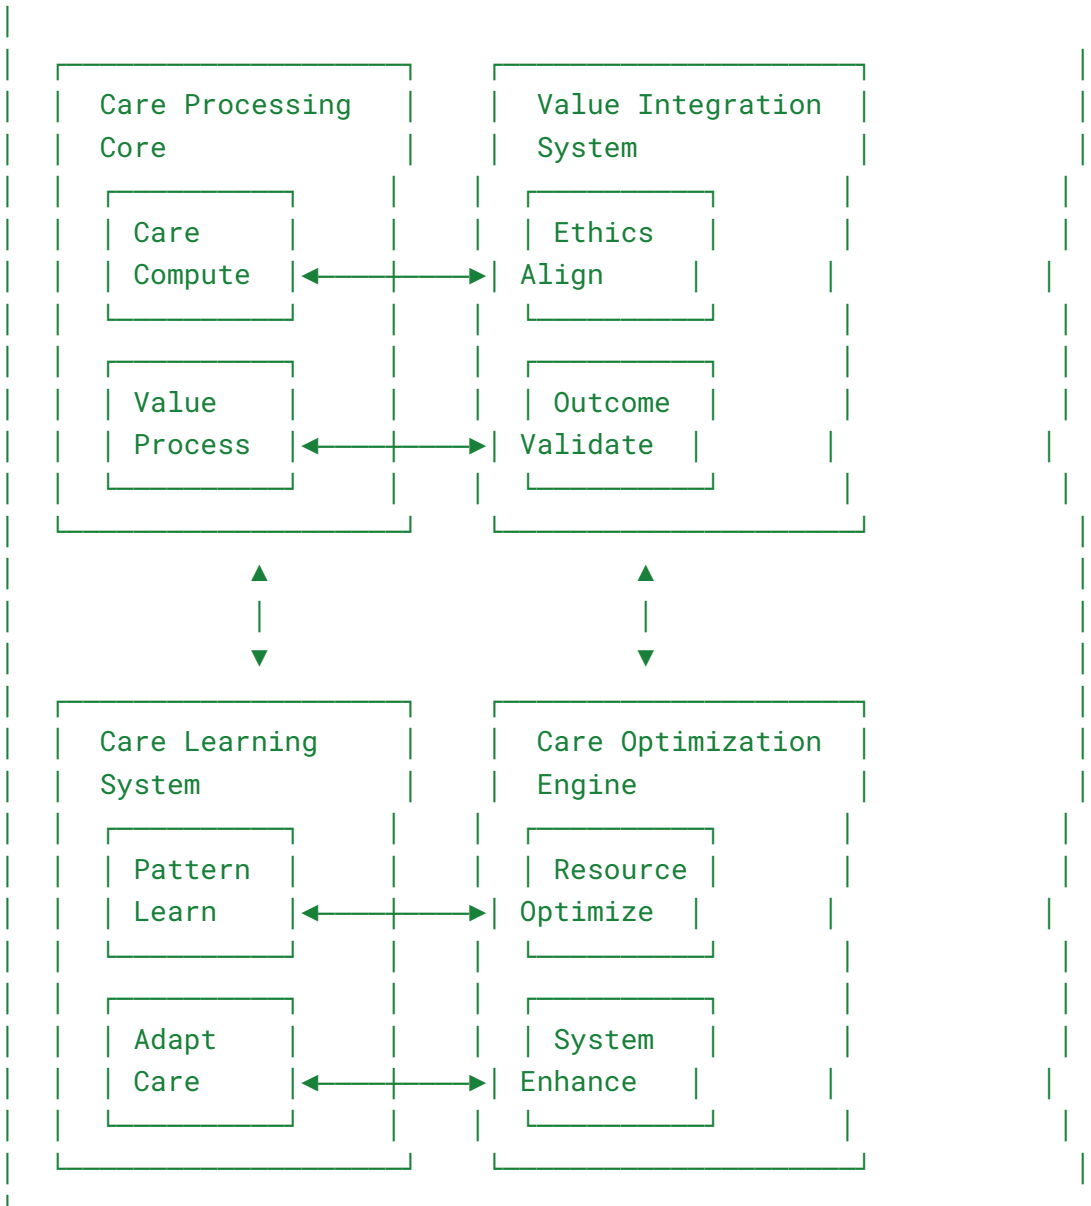 Care Processing Value Integration
Core System
Care Ethics
Compute Align
Value Outcome
Process Validate
Care Learning Care Optimization
System Engine
Pattern Resource
Learn Optimize
Adapt System
Care Enhance